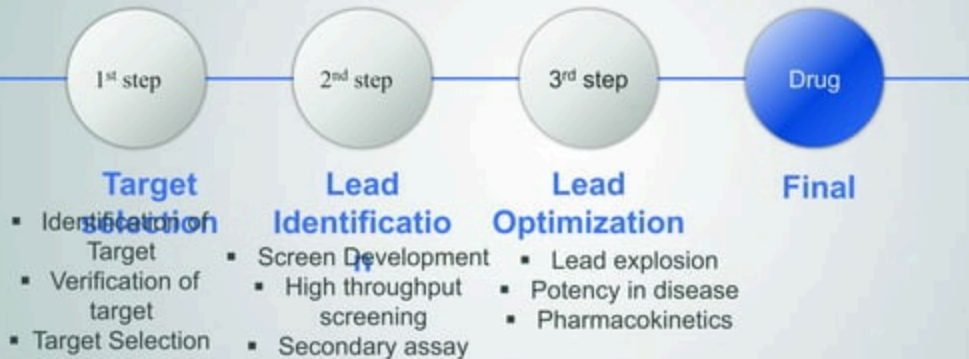 1st step
2nd step
3rd step
Drug
Target
selection
▪ Identification of
Target
▪ Verification of
target
▪ Target Selection
Lead
Identificatio
n
▪ Screen Development
▪ High throughput
screening
▪ Secondary assay
Lead
Optimization
▪ Lead explosion
▪ Potency in disease
▪ Pharmacokinetics
Final